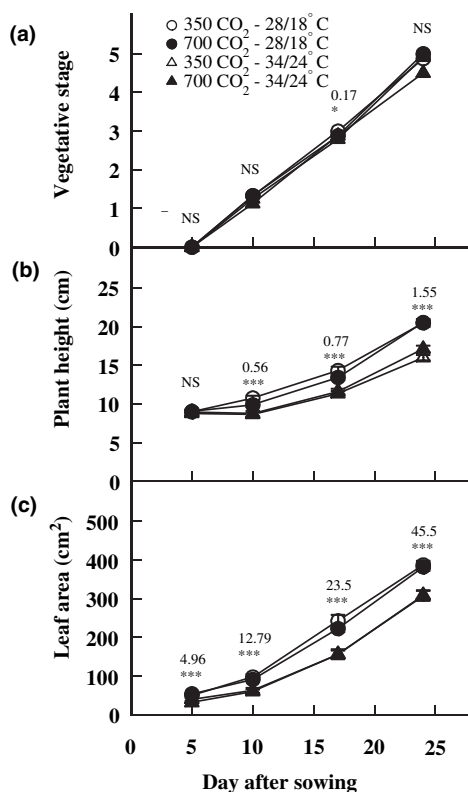 (a)
350 CO2 - 28/18°C
700 CO2 - 28/18°C
350 CO2 - 34/24°C
700 CO2 - 34/24°C
NS
0.17
*
NS
NS
5
4
3
2
1
0
Vegetative stage
(b)
1.55
***
0.77
***
0.56
***
NS
25
20
15
10
5
0
Plant height (cm)
(c)
45.5
***
23.5
***
12.79
***
4.96
***
500
400
300
200
100
0
Leaf area (cm²)
0 5 10 15 20 25
Day after sowing